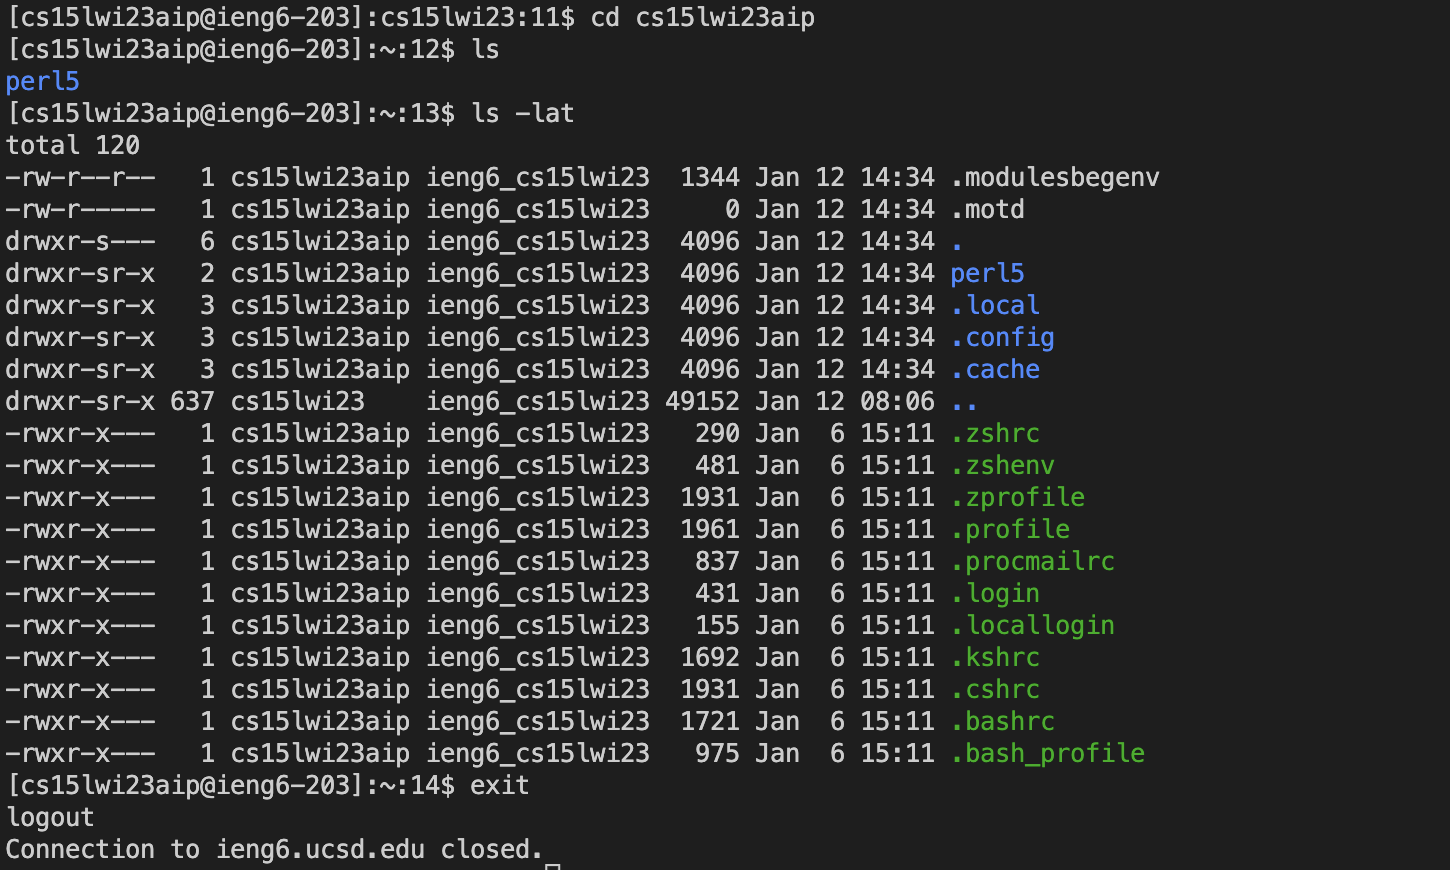 [cs15lwi23aip@ieng6-203]:cs15lwi23:11$ cd cs15lwi23aip
[cs15lwi23aip@ieng6-203]:~:12$ ls
perl5
[cs15lwi23aip@ieng6-203]:~:13$ ls -lat
total 120
-rw-r--r--   1 cs15lwi23aip ieng6_cs15lwi23  1344 Jan 12 14:34 .modulesbegenv
-rw-r-----   1 cs15lwi23aip ieng6_cs15lwi23     0 Jan 12 14:34 .motd
drwxr-s---   6 cs15lwi23aip ieng6_cs15lwi23  4096 Jan 12 14:34 .
drwxr-sr-x   2 cs15lwi23aip ieng6_cs15lwi23  4096 Jan 12 14:34 perl5
drwxr-sr-x   3 cs15lwi23aip ieng6_cs15lwi23  4096 Jan 12 14:34 .local
drwxr-sr-x   3 cs15lwi23aip ieng6_cs15lwi23  4096 Jan 12 14:34 .config
drwxr-sr-x   3 cs15lwi23aip ieng6_cs15lwi23  4096 Jan 12 14:34 .cache
drwxr-sr-x 637 cs15lwi23    ieng6_cs15lwi23 49152 Jan 12 08:06 ..
-rwxr-x---   1 cs15lwi23aip ieng6_cs15lwi23   290 Jan  6 15:11 .zshrc
-rwxr-x---   1 cs15lwi23aip ieng6_cs15lwi23   481 Jan  6 15:11 .zshenv
-rwxr-x---   1 cs15lwi23aip ieng6_cs15lwi23  1931 Jan  6 15:11 .zprofile
-rwxr-x---   1 cs15lwi23aip ieng6_cs15lwi23  1961 Jan  6 15:11 .profile
-rwxr-x---   1 cs15lwi23aip ieng6_cs15lwi23   837 Jan  6 15:11 .procmailrc
-rwxr-x---   1 cs15lwi23aip ieng6_cs15lwi23   431 Jan  6 15:11 .login
-rwxr-x---   1 cs15lwi23aip ieng6_cs15lwi23   155 Jan  6 15:11 .locallogin
-rwxr-x---   1 cs15lwi23aip ieng6_cs15lwi23  1692 Jan  6 15:11 .kshrc
-rwxr-x---   1 cs15lwi23aip ieng6_cs15lwi23  1931 Jan  6 15:11 .cshrc
-rwxr-x---   1 cs15lwi23aip ieng6_cs15lwi23  1721 Jan  6 15:11 .bashrc
-rwxr-x---   1 cs15lwi23aip ieng6_cs15lwi23   975 Jan  6 15:11 .bash_profile
[cs15lwi23aip@ieng6-203]:~:14$ exit
logout
Connection to ieng6.ucsd.edu closed.